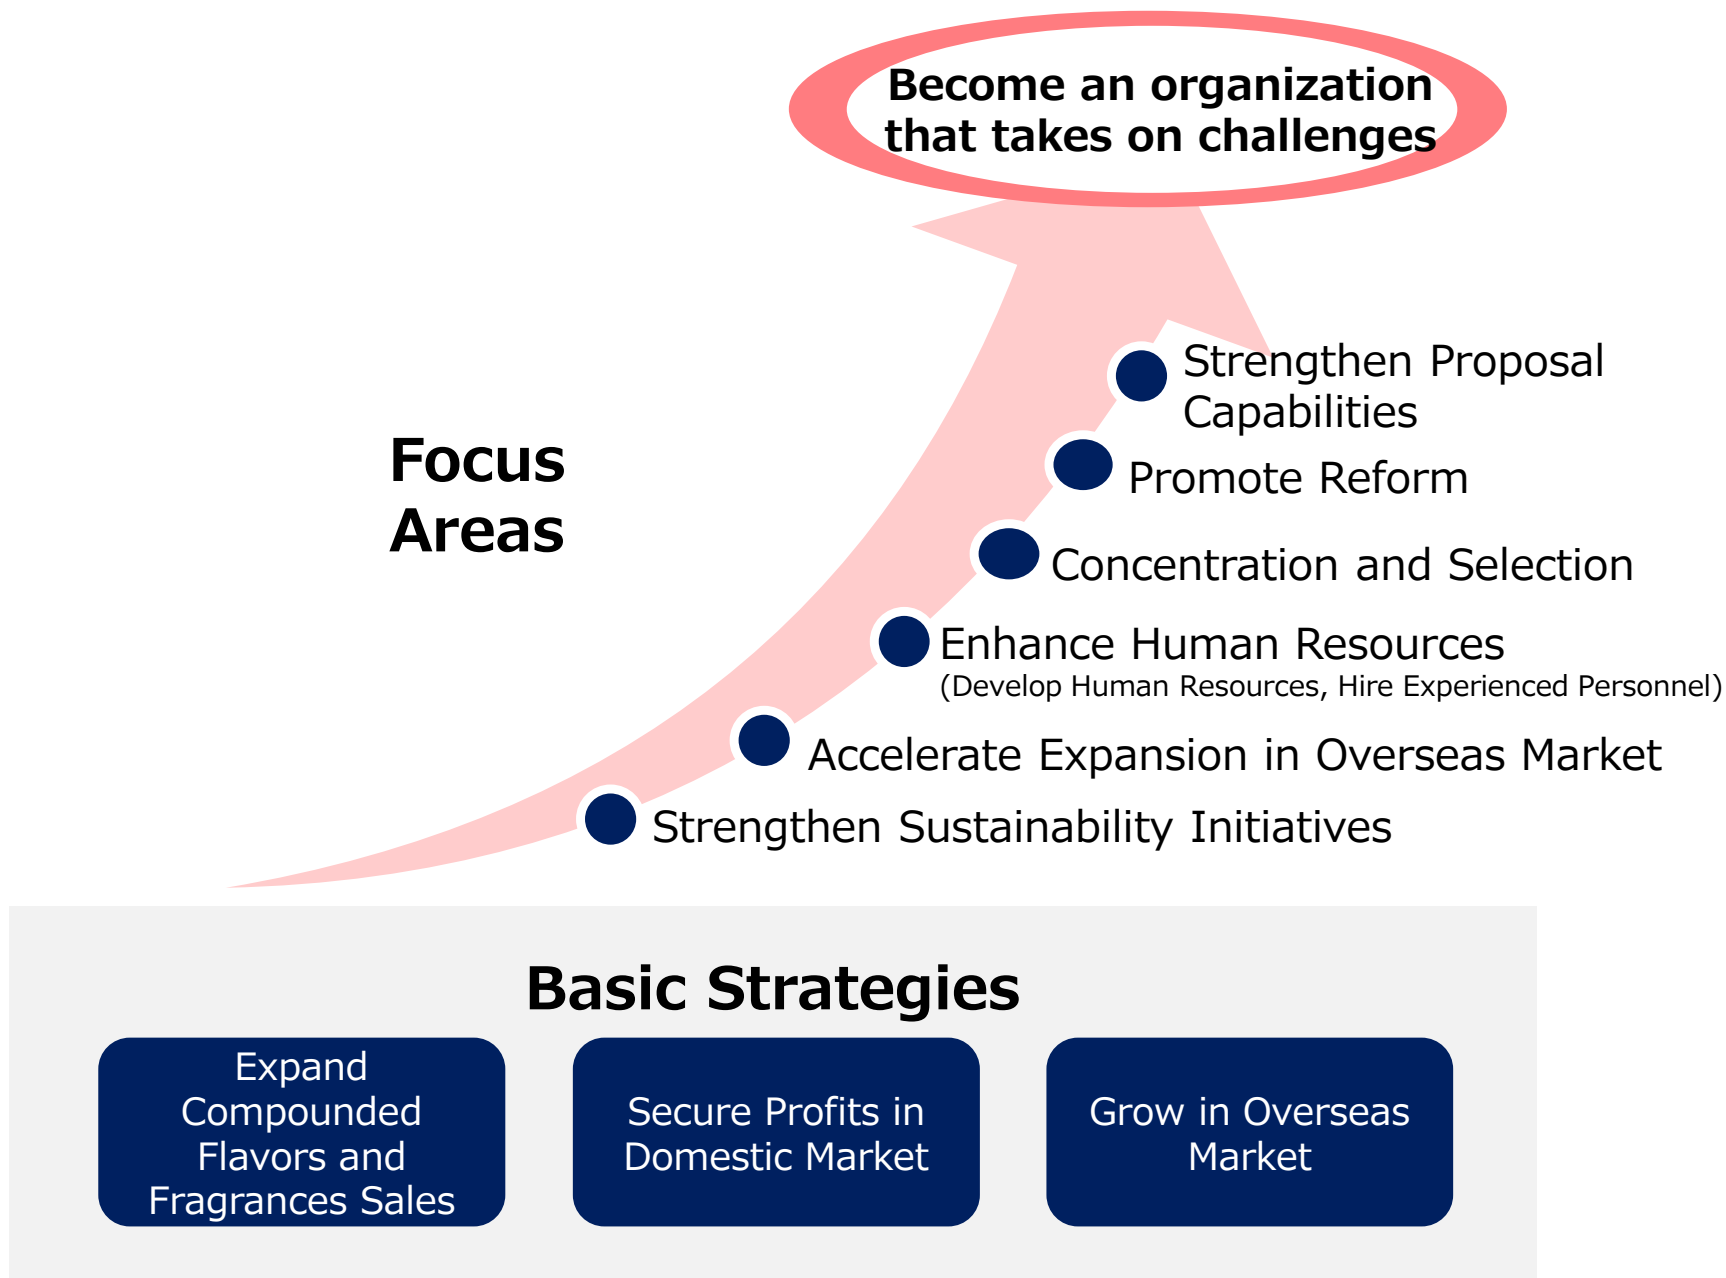 Become an organization
that takes on challenges
Focus
Areas
Strengthen Proposal
Capabilities
Promote Reform
Concentration and Selection
Enhance Human Resources
(Develop Human Resources, Hire Experienced Personnel)
Accelerate Expansion in Overseas Market
Strengthen Sustainability Initiatives
Basic Strategies
Expand
Compounded
Flavors and
Fragrances Sales
Secure Profits in
Domestic Market
Grow in Overseas
Market